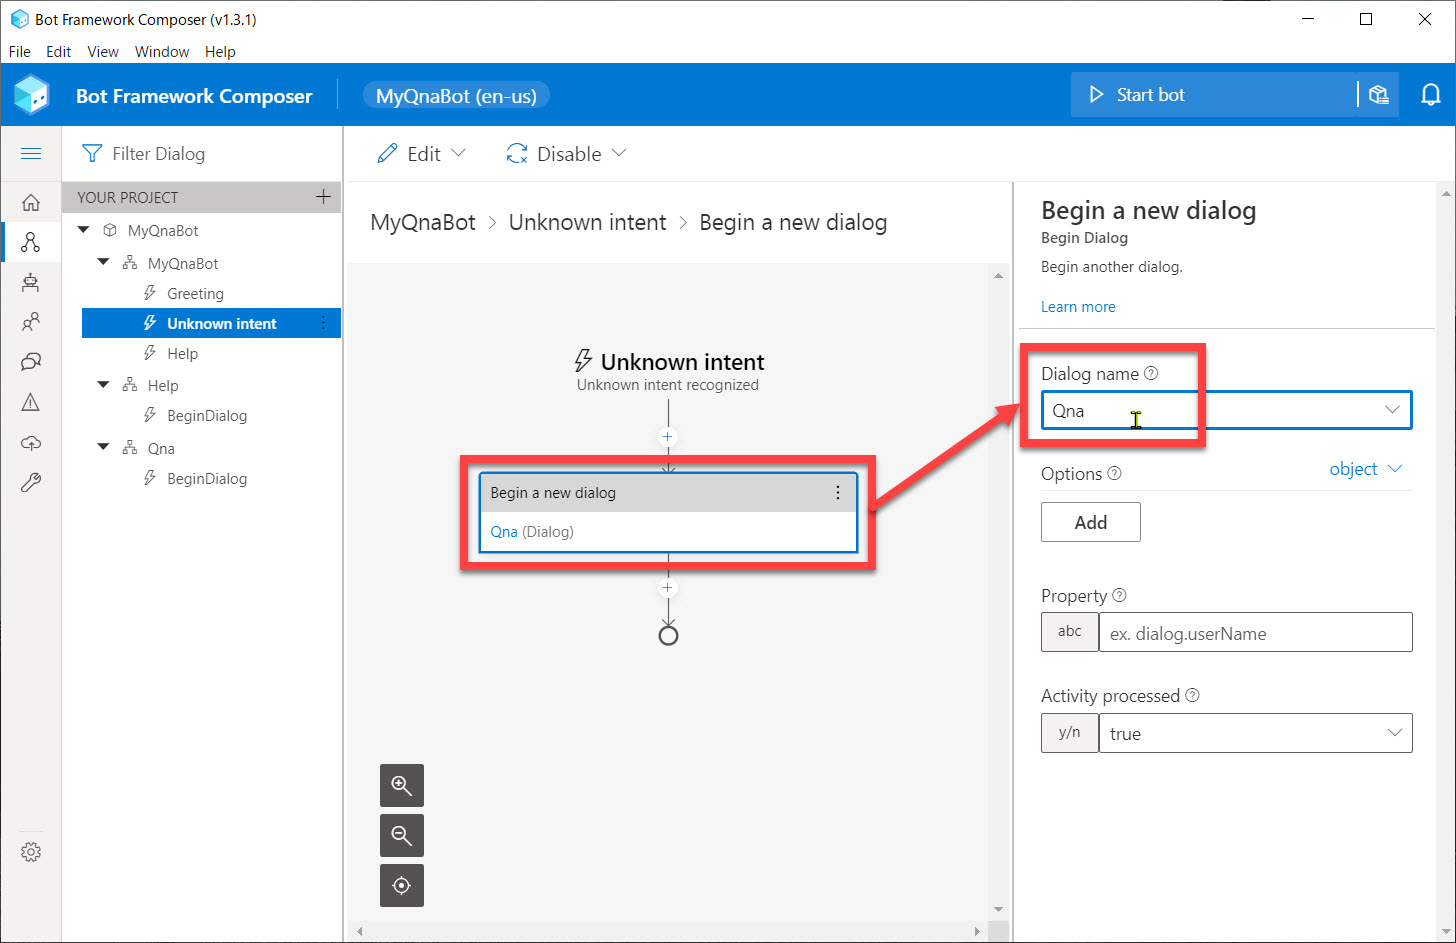 Bot Framework Composer (v1.3.1)
File Edit View Window Help
Bot Framework Composer
MyQnaBot (en-us)
Start bot
Filter Dialog
Edit
Disable
YOUR PROJECT
MyQnaBot
MyQnaBot
Greeting
Unknown intent
Help
Help
BeginDialog
Qna
BeginDialog
MyQnaBot > Unknown intent > Begin a new dialog
Unknown intent
Unknown intent recognized
Begin a new dialog
Qna (Dialog)
Begin a new dialog
Begin Dialog
Begin another dialog.
Learn more
Dialog name
Qna
Options
object
Add
Property
abc
ex. dialog.userName
Activity processed
y/n
true